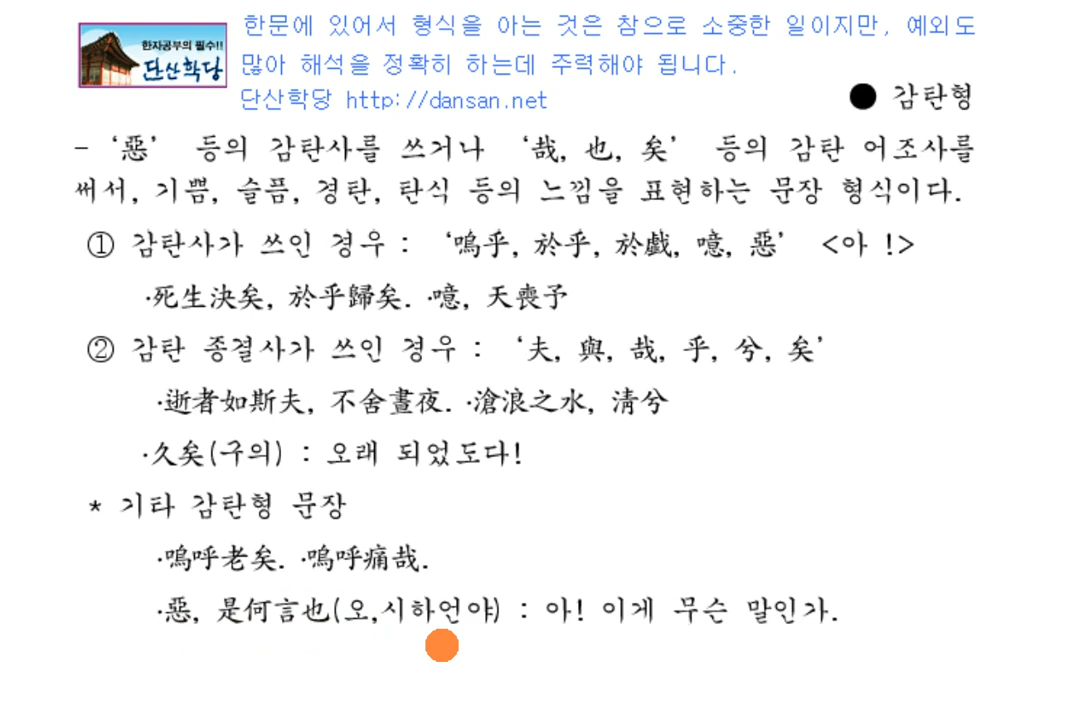 한문에 있어서 형식을 아는 것은 참으로 소중한 일이지만, 예외도
한자공부의 필수!!
단산학당
많아 해석을 정확히 하는데 주력해야 됩니다.
단산학당 http://dansan.net
● 감탄형
- ‘惡’ 등의 감탄사를 쓰거나 ‘哉, 也, 矣’ 등의 감탄 어조사를
써서, 기쁨, 슬픔, 경탄, 탄식 등의 느낌을 표현하는 문장 형식이다.
① 감탄사가 쓰인 경우 : ‘嗚乎, 於乎, 於戱, 噫, 惡’ <아 !>
·死生決矣, 於乎歸矣. ·噫, 天喪予
② 감탄 종결사가 쓰인 경우 : ‘夫, 與, 哉, 乎, 兮, 矣’
·逝者如斯夫, 不舍晝夜. ·滄浪之水, 淸兮
·久矣(구의) : 오래 되었도다!
* 기타 감탄형 문장
·嗚呼老矣. ·嗚呼痛哉.
·惡, 是何言也(오,시하언야) : 아! 이게 무슨 말인가.